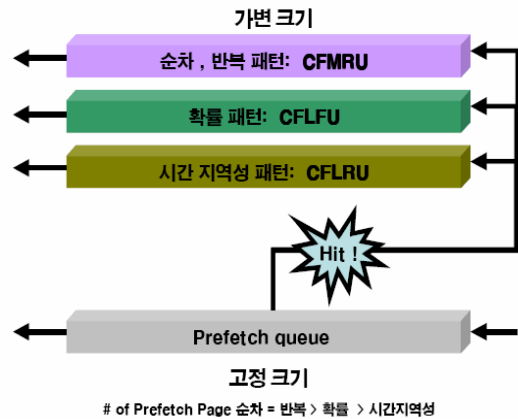 가변 크기
순차 , 반복 패턴: CFMRU
확률 패턴: CFLFU
시간 지역성 패턴: CFLRU
Hit !
Prefetch queue
고정 크기
# of Prefetch Page 순차 = 반복 > 확률 > 시간지역성